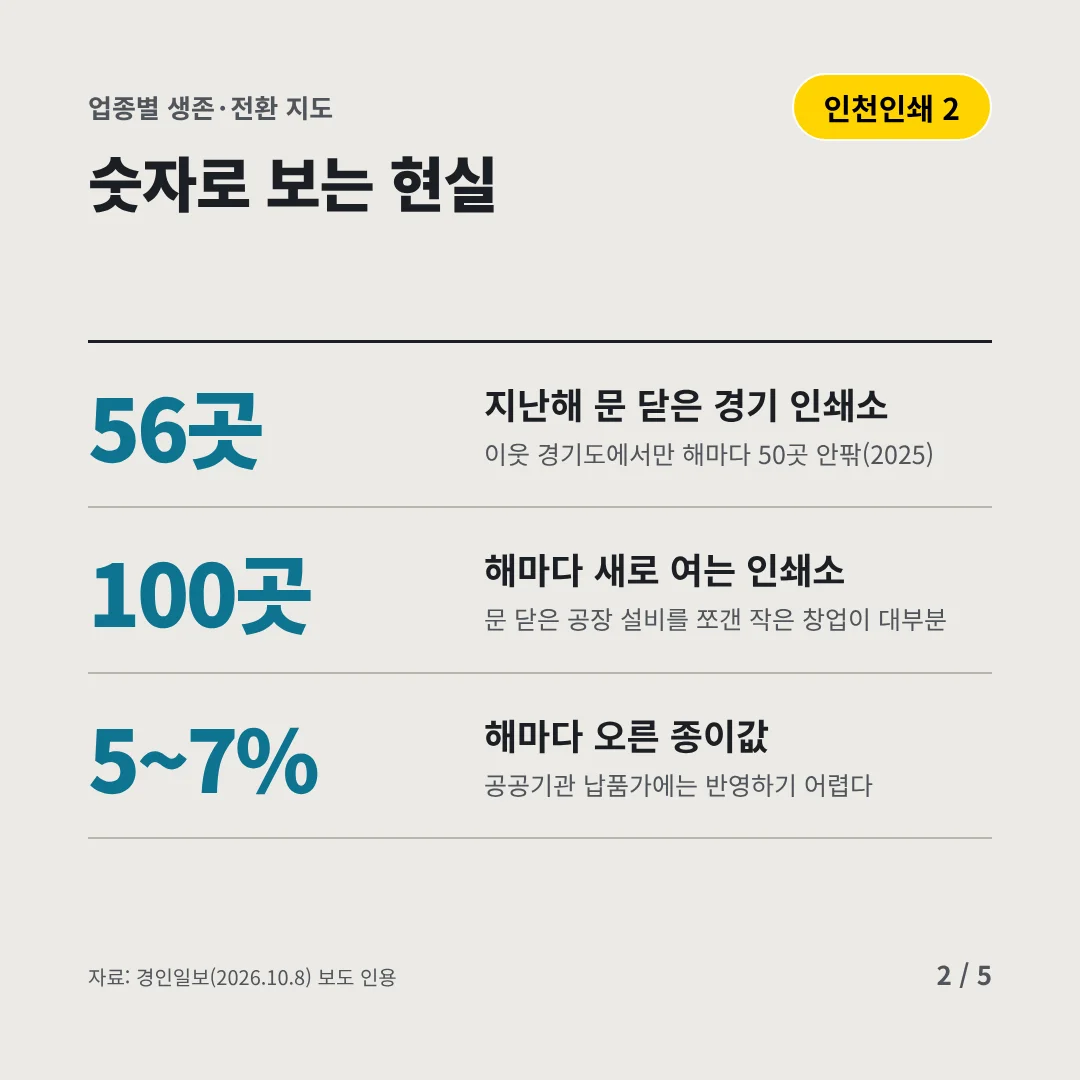 업종별 생존·전환 지도
인천인쇄 2
숫자로 보는 현실
56곳
지난해 문 닫은 경기 인쇄소
이웃 경기도에서만 해마다 50곳 안팎(2025)
100곳
해마다 새로 여는 인쇄소
문 닫은 공장 설비를 쪼갠 작은 창업이 대부분
5~7%
해마다 오른 종이값
공공기관 납품가에는 반영하기 어렵다
자료: 경인일보(2026.10.8) 보도 인용
2 / 5